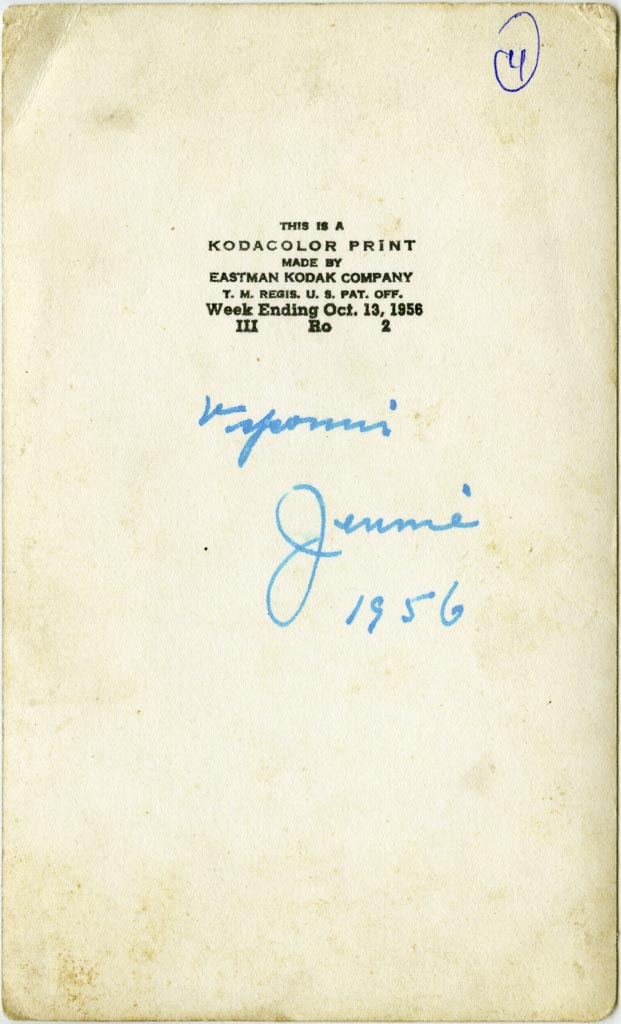 4
THIS IS A
KODACOLOR PRINT
MADE BY
EASTMAN KODAK COMPANY
T. M. REGIS. U. S. PAT. OFF.
Week Ending Oct. 13, 1956
III Ro 2
Jennie
1956